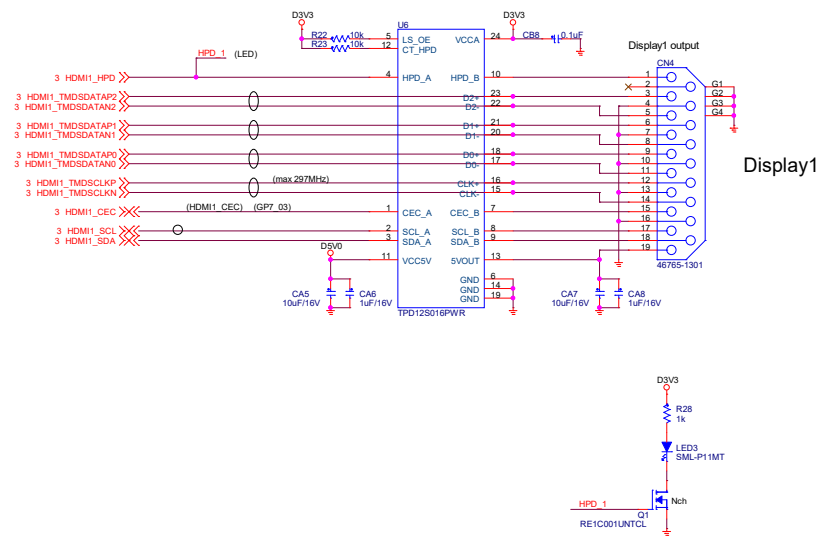 D3V3
D3V3
U6
R22 10k 5 LS_OE VCCA 24 CB8 0.1uF
R23 10k 12 CT_HPD
Display1 output
HPD_1 (LED)
CN4
3 HDMI1_HPD 4 HPD_A HPD_B 10 1
2 G1
3 HDMI1_TMDSDATAP2 23 D2+ 3 G2
3 HDMI1_TMDSDATAN2 22 D2- 4 G3
5 G4
3 HDMI1_TMDSDATAP1 21 D1+ 6
3 HDMI1_TMDSDATAN1 20 D1- 7
8
3 HDMI1_TMDSDATAP0 18 D0+ 9
3 HDMI1_TMDSDATAN0 17 D0- 10
11
Display1
3 HDMI1_TMDSCLKP (max 297MHz) 16 CLK+ 12
3 HDMI1_TMDSCLKN 15 CLK- 13
14
3 HDMI1_CEC (HDMI1_CEC) (GP7_03) 1 CEC_A CEC_B 7 15
16
3 HDMI1_SCL 2 SCL_A SCL_B 8 17
3 HDMI1_SDA 3 SDA_A SDA_B 9 18
D5V0 19
11 VCC5V 5VOUT 13 46765-1301
GND 6
GND 14
GND 19
CA5 CA6 CA7 CA8
10uF/16V 1uF/16V 10uF/16V 1uF/16V
TPD12S016PWR
D3V3
R28
1k
LED3
SML-P11MT
HPD_1 Nch
Q1
RE1C001UNTCL